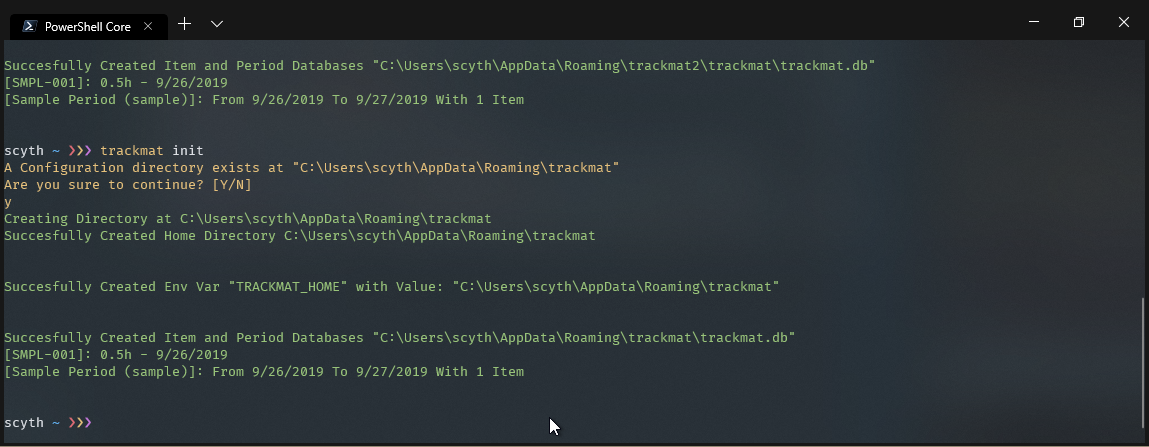 PowerShell Core
Succesfully Created Item and Period Databases "C:\Users\scyth\AppData\Roaming\trackmat2\trackmat\trackmat.db"
[SMPL-001]: 0.5h - 9/26/2019
[Sample Period (sample)]: From 9/26/2019 To 9/27/2019 With 1 Item
scyth ~ ❯❯❯ trackmat init
A Configuration directory exists at "C:\Users\scyth\AppData\Roaming\trackmat"
Are you sure to continue? [Y/N]
y
Creating Directory at C:\Users\scyth\AppData\Roaming\trackmat
Succesfully Created Home Directory C:\Users\scyth\AppData\Roaming\trackmat
Succesfully Created Env Var "TRACKMAT_HOME" with Value: "C:\Users\scyth\AppData\Roaming\trackmat"
Succesfully Created Item and Period Databases "C:\Users\scyth\AppData\Roaming\trackmat\trackmat.db"
[SMPL-001]: 0.5h - 9/26/2019
[Sample Period (sample)]: From 9/26/2019 To 9/27/2019 With 1 Item
scyth ~ ❯❯❯